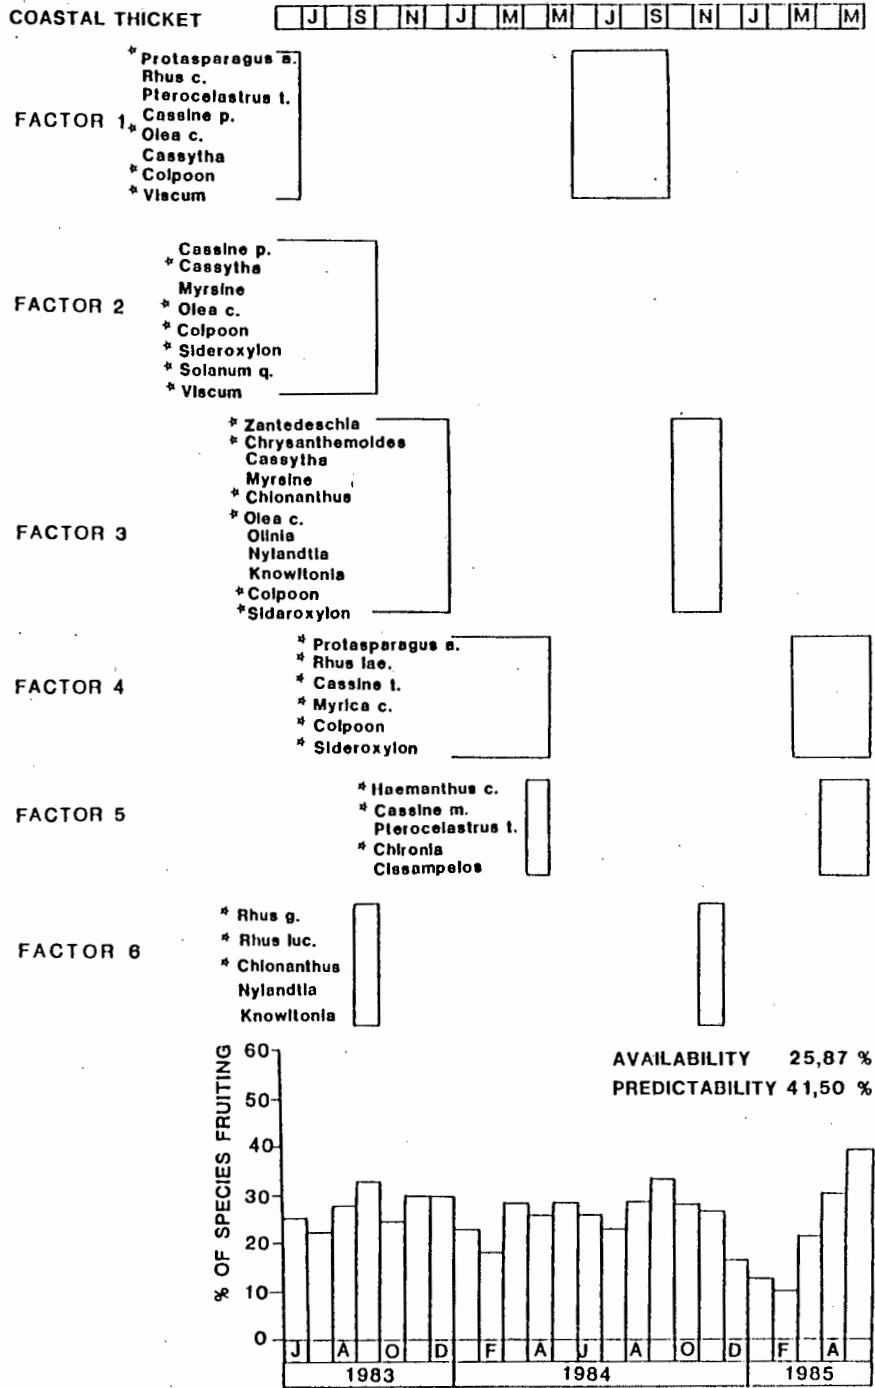 COASTAL THICKET J S N J M M J S N J M M
* Protasparagus a.
Rhus c.
Pterocelastrus t.
FACTOR 1
Cassine p.
* Olea c.
Cassytha
* Colpoon
* Viscum
Cassine p.
* Cassytha
Myrsine
FACTOR 2
* Olea c.
* Colpoon
* Sideroxylon
* Solanum q.
* Viscum
* Zantedeschia
* Chrysanthemoides
Cassytha
Myrsine
* Chionanthus
* Olea c.
FACTOR 3
Olinia
Nylandtia
Knowltonia
* Colpoon
* Sidaroxylon
* Protasparagus a.
* Rhus lae.
FACTOR 4
* Cassine t.
* Myrica c.
* Colpoon
* Sideroxylon
* Haemanthus c.
FACTOR 5
* Cassine m.
Pterocelastrus t.
* Chironia
Cissampelos
* Rhus g.
* Rhus luc.
FACTOR 6
* Chionanthus
Nylandtia
Knowltonia
AVAILABILITY 25,87 %
PREDICTABILITY 41,50 %
% OF SPECIES FRUITING
60
50
40
30
20
10
0
J A O D F A J A O D F A
1983 1984 1985